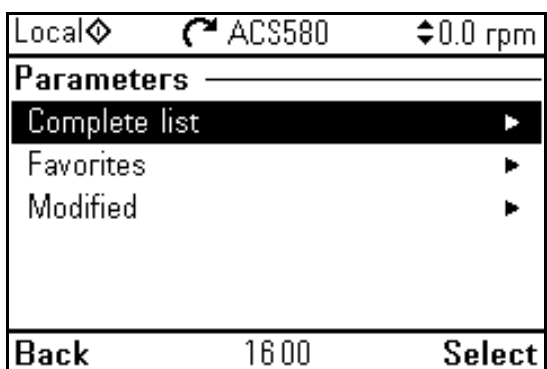 Local ACS580 0.0 rpm
Parameters
Complete list
Favorites
Modified
Back 16:00 Select